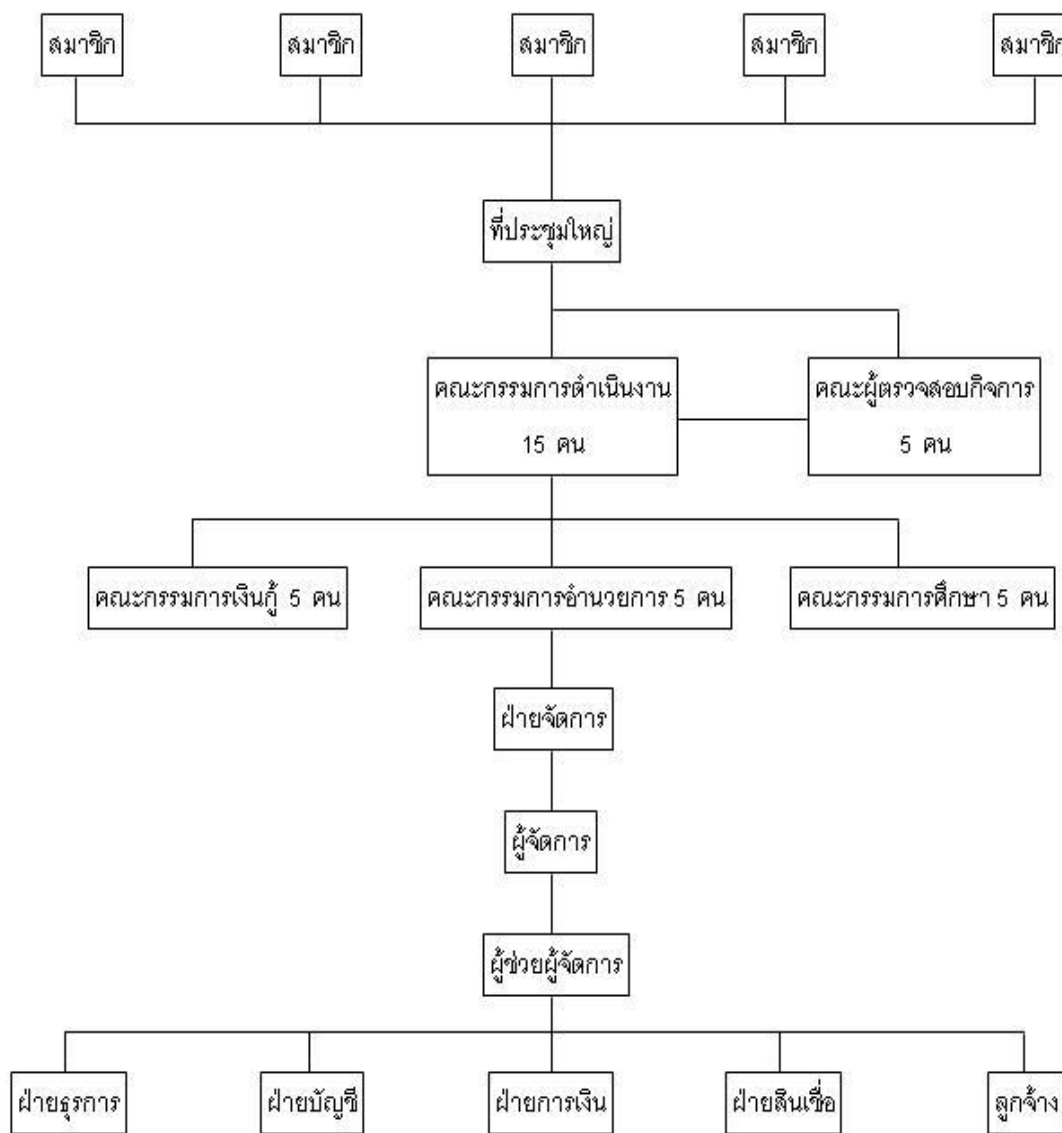 สมาชิก สมาชิก สมาชิก สมาชิก สมาชิก
ที่ประชุมใหญ่
คณะกรรมการดำเนินงาน
15 คน
คณะผู้ตรวจสอบกิจการ
5 คน
คณะกรรมการเงินกู้ 5 คน
คณะกรรมการอำนวยการ 5 คน
คณะกรรมการศึกษา 5 คน
ฝ่ายจัดการ
ผู้จัดการ
ผู้ช่วยผู้จัดการ
ฝ่ายธุรการ ฝ่ายบัญชี ฝ่ายการเงิน ฝ่ายสินเชื่อ ลูกจ้าง